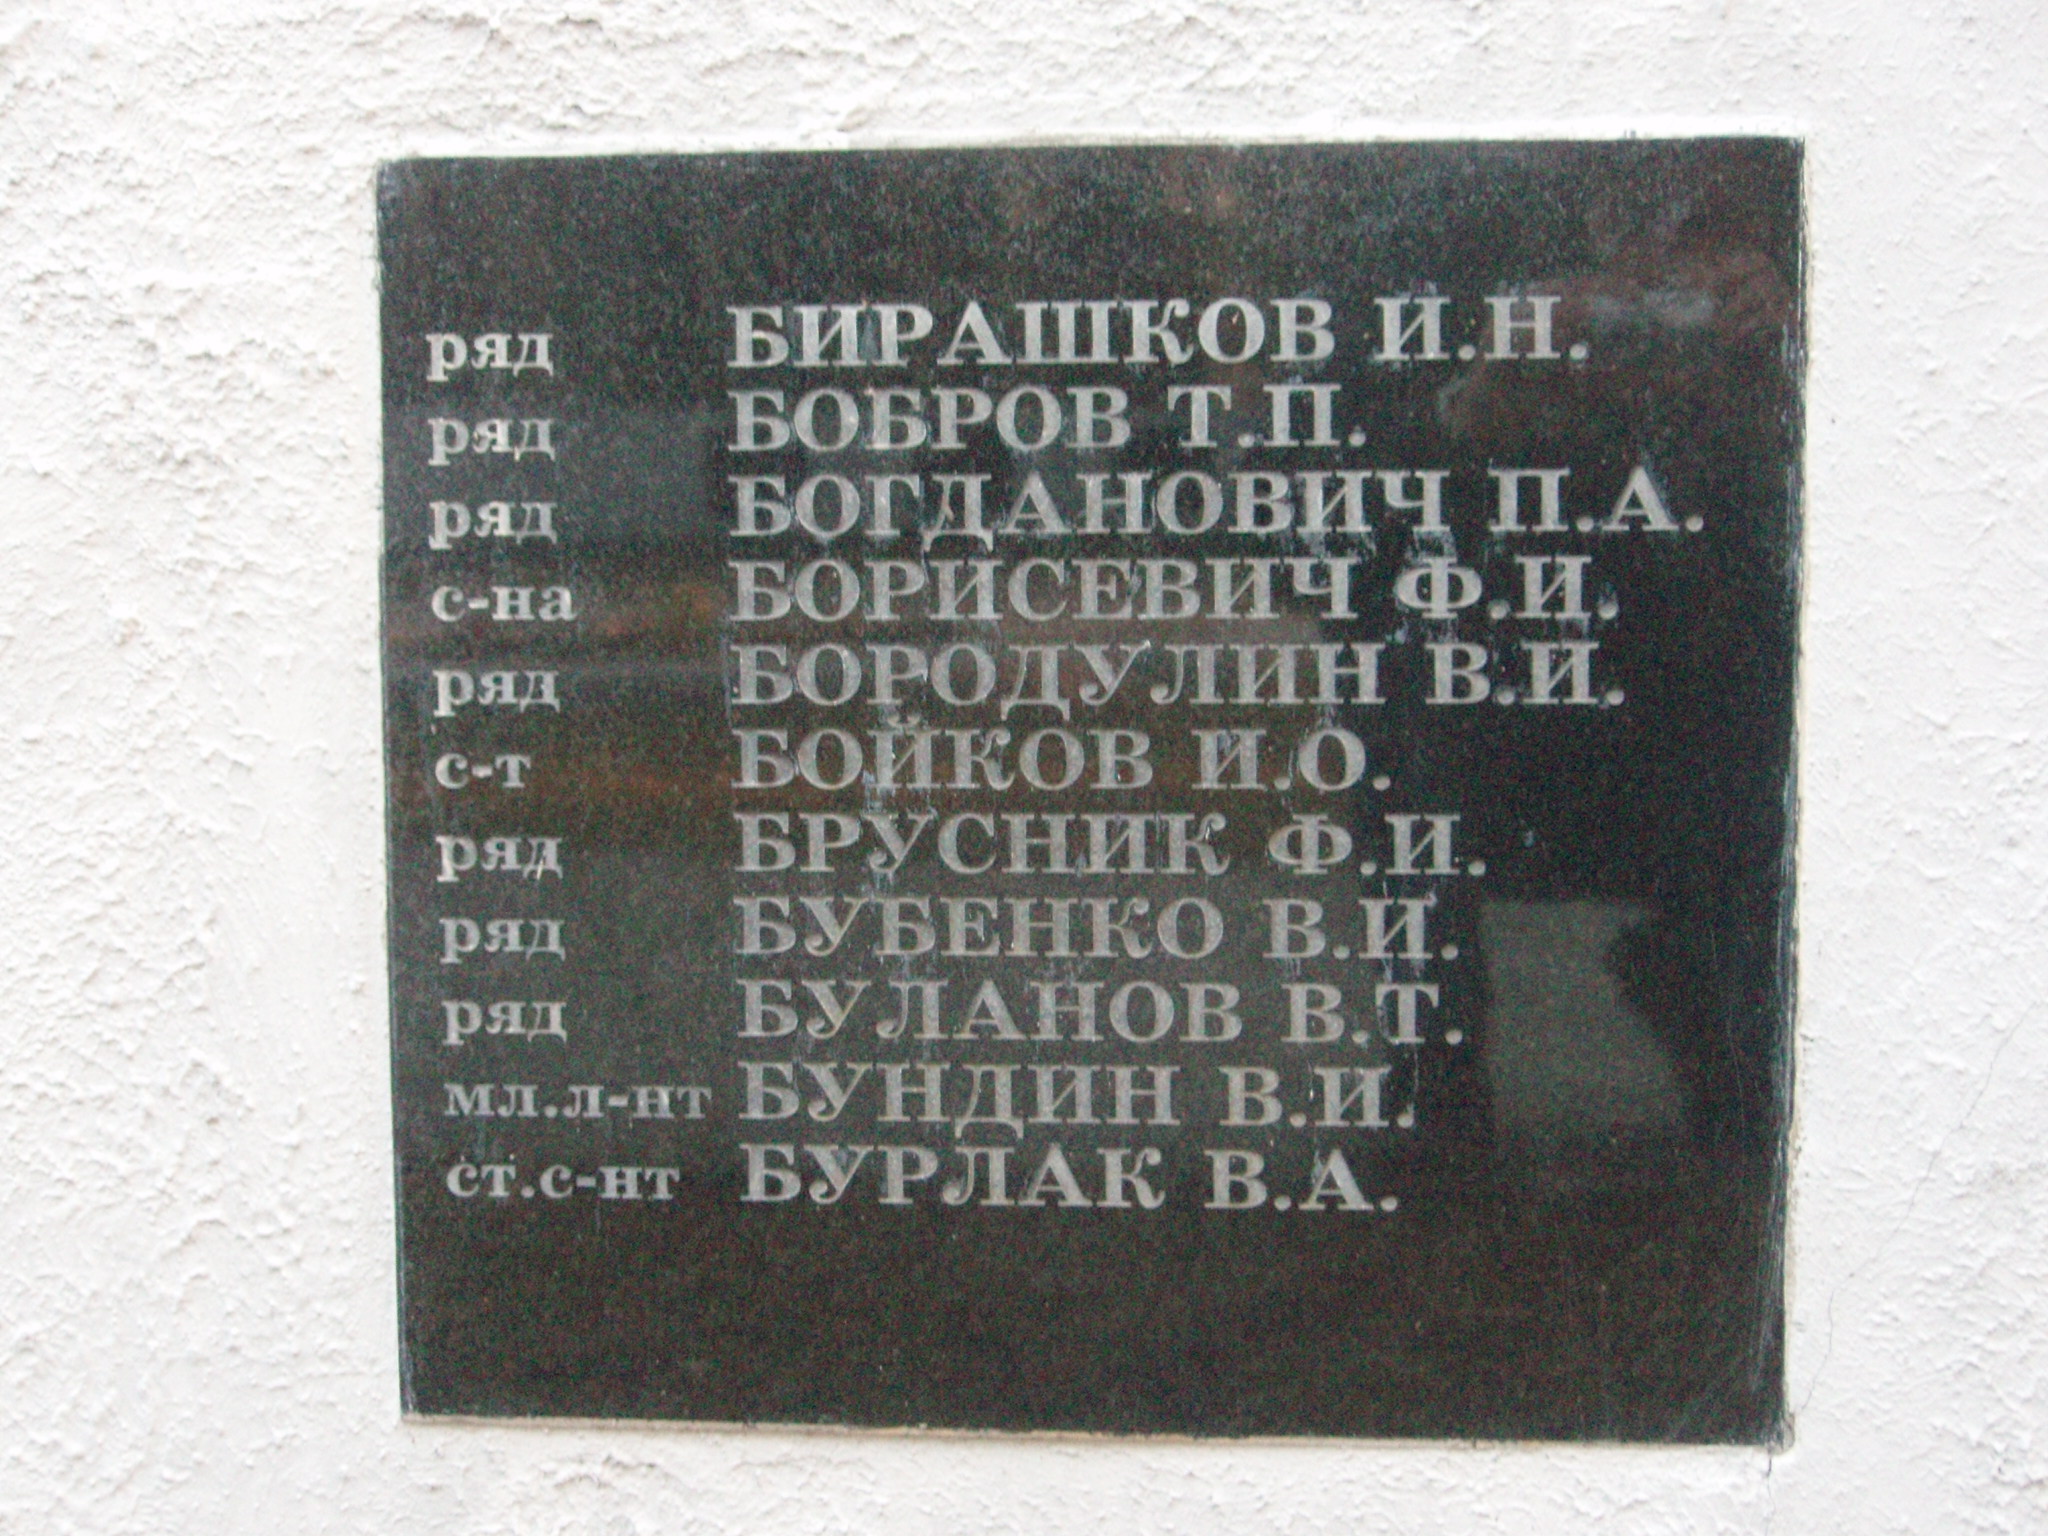 ряд БИРАШКОВ И.Н.
ряд БОБРОВ Т.П.
ряд БОГДАНОВИЧ П.А.
с-на БОРИСЕВИЧ Ф.И.
ряд БОРОДУЛИН В.И.
с-т БОЙКОВ И.О.
ряд БРУСНИК Ф.И.
ряд БУБЕНКО В.И.
ряд БУЛАНОВ В.Т.
мл.л-нт БУНДИН В.И.
ст.с-нт БУРЛАК В.А.